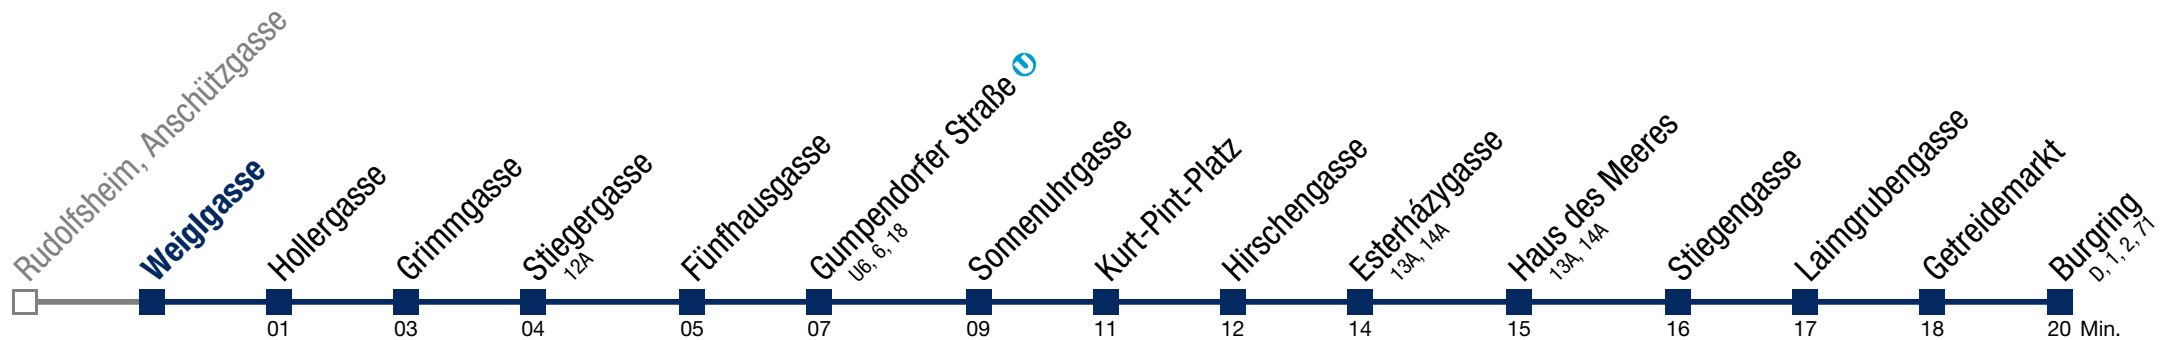 Rudolfsheim, Anschützgasse
Weiglgasse
Hollergasse
Grimmgasse
Stiegergasse
12A
Fünfhausgasse
Gumpendorfer Straße U
U6, 6, 18
Sonnenuhrgasse
Kurt-Pint-Platz
Hirschengasse
Esterházygasse
13A, 14A
Haus des Meeres
13A, 14A
Stiegengasse
Laimgrubengasse
Getreidemarkt
Burgring
D, 1, 2, 71
01 03 04 05 07 09 11 12 14 15 16 17 18 20 Min.